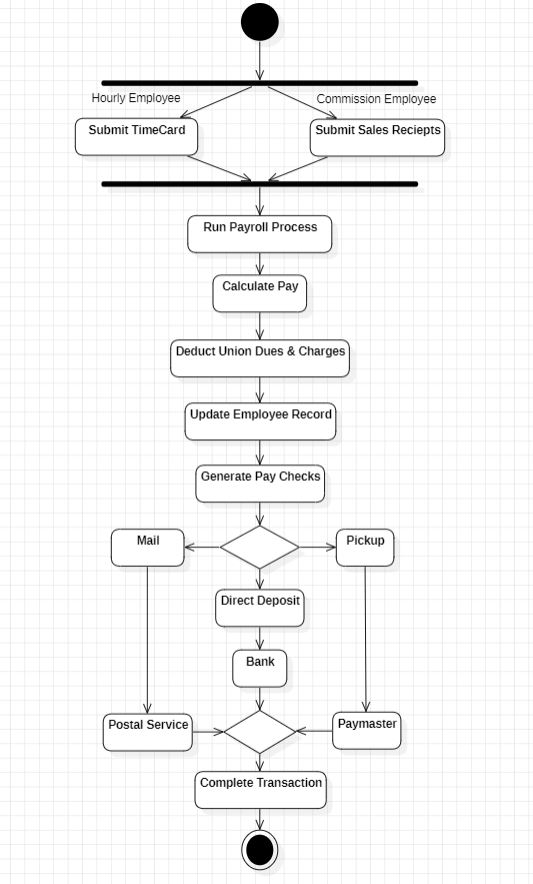 Hourly Employee
Commission Employee
Submit TimeCard
Submit Sales Reciepts
Run Payroll Process
Calculate Pay
Deduct Union Dues & Charges
Update Employee Record
Generate Pay Checks
Mail
Pickup
Direct Deposit
Bank
Postal Service
Paymaster
Complete Transaction